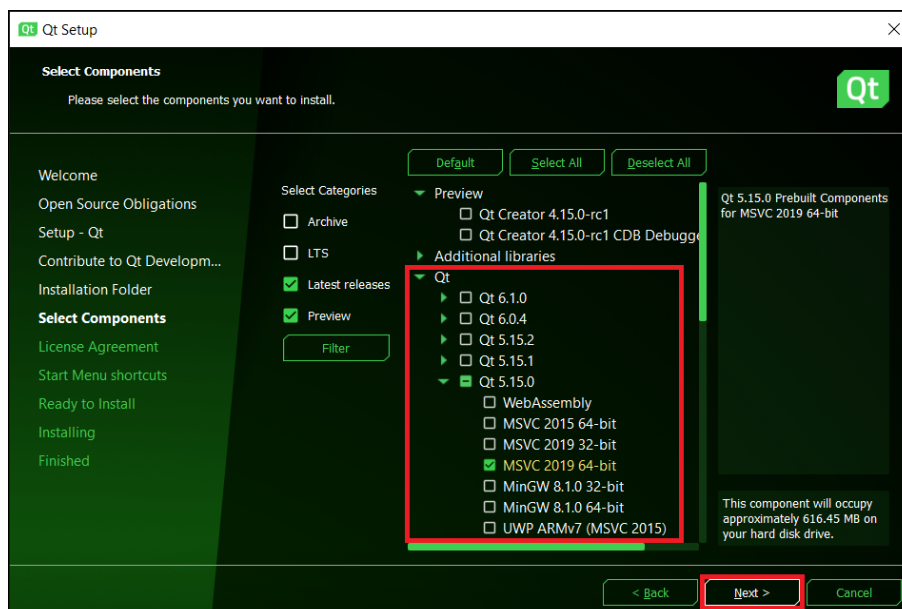 Qt Qt Setup
Select Components
Please select the components you want to install.
Qt
Welcome
Open Source Obligations
Setup - Qt
Contribute to Qt Developm...
Installation Folder
Select Components
License Agreement
Start Menu shortcuts
Ready to Install
Installing
Finished
Select Categories
Archive
LTS
Latest releases
Preview
Filter
Default
Select All
Deselect All
Preview
Qt Creator 4.15.0-rc1
Qt Creator 4.15.0-rc1 CDB Debugge
Additional libraries
Qt
Qt 6.1.0
Qt 6.0.4
Qt 5.15.2
Qt 5.15.1
Qt 5.15.0
WebAssembly
MSVC 2015 64-bit
MSVC 2019 32-bit
MSVC 2019 64-bit
MinGW 8.1.0 32-bit
MinGW 8.1.0 64-bit
UWP ARMv7 (MSVC 2015)
Qt 5.15.0 Prebuilt Components
for MSVC 2019 64-bit
This component will occupy
approximately 616.45 MB on
your hard disk drive.
< Back
Next >
Cancel